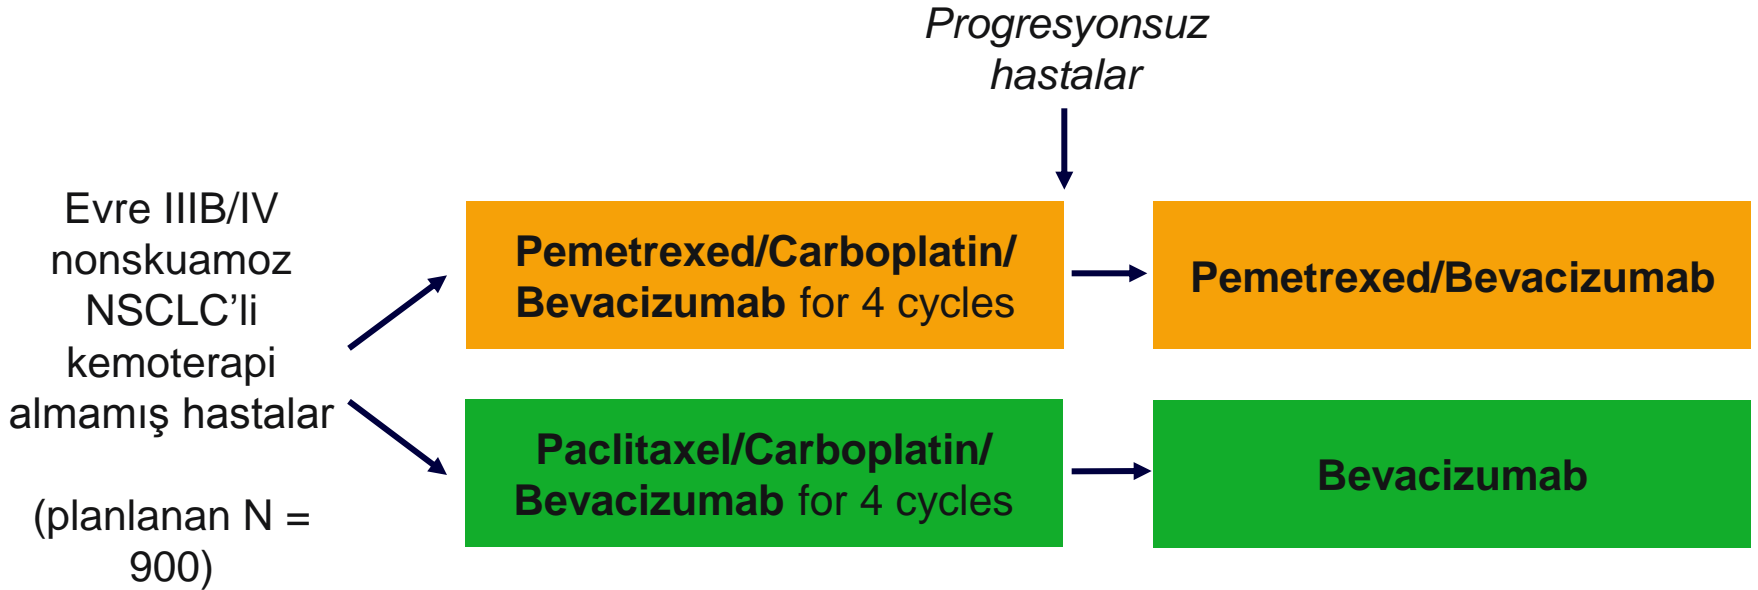 Progresyonsuz
hastalar
Evre IIIB/IV
nonskuamoz
NSCLC’li
kemoterapi
almamış hastalar
(planlanan N =
900)
Pemetrexed/Carboplatin/
Bevacizumab for 4 cycles
Pemetrexed/Bevacizumab
Paclitaxel/Carboplatin/
Bevacizumab for 4 cycles
Bevacizumab